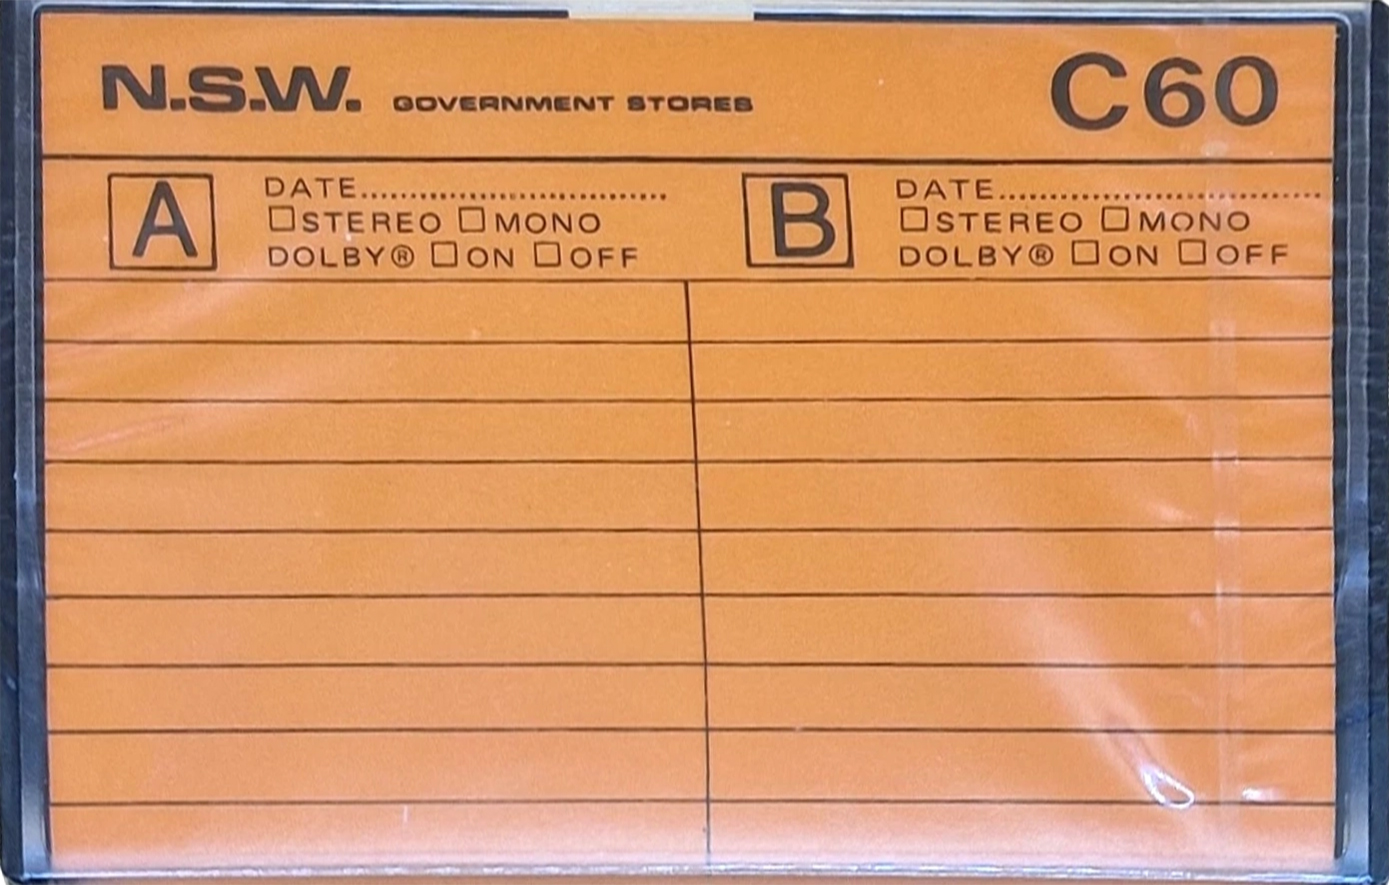 N.S.W. GOVERNMENT STORES C60
A DATE.......................................... B DATE..........................................
☐STEREO ☐MONO ☐STEREO ☐MONO
DOLBY® ☐ON ☐OFF DOLBY® ☐ON ☐OFF